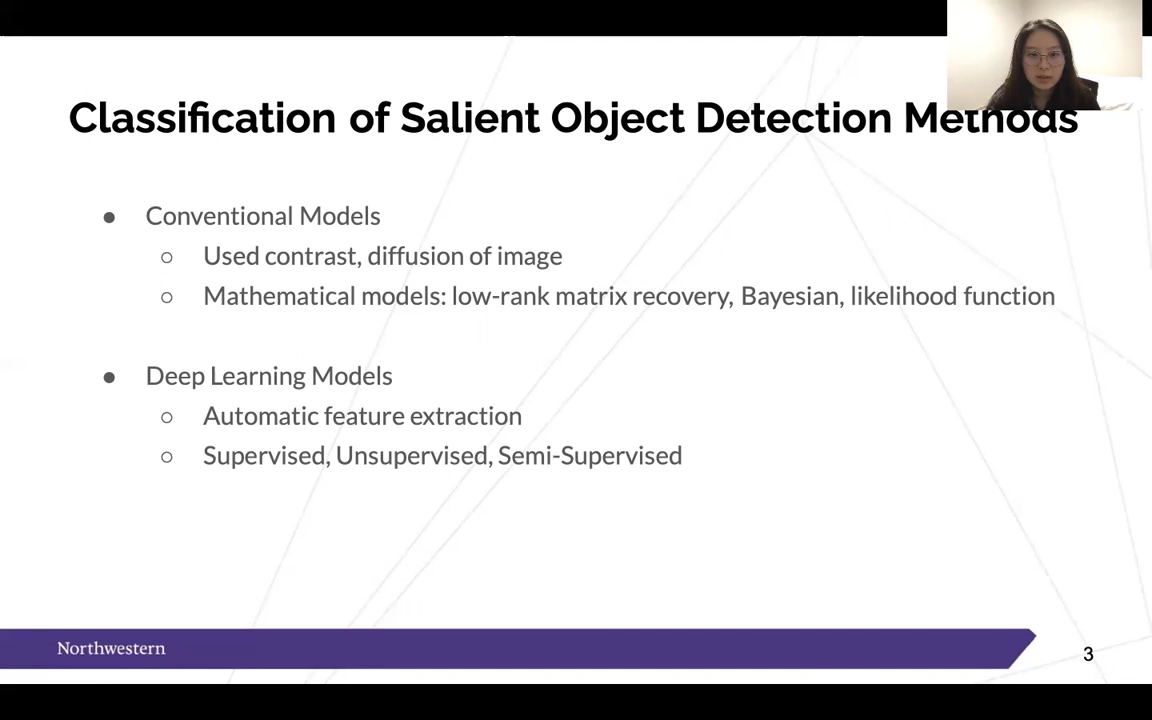 Classification of Salient Object Detection Methods
● Conventional Models
○ Used contrast, diffusion of image
○ Mathematical models: low-rank matrix recovery, Bayesian, likelihood function
● Deep Learning Models
○ Automatic feature extraction
○ Supervised, Unsupervised, Semi-Supervised
Northwestern
3